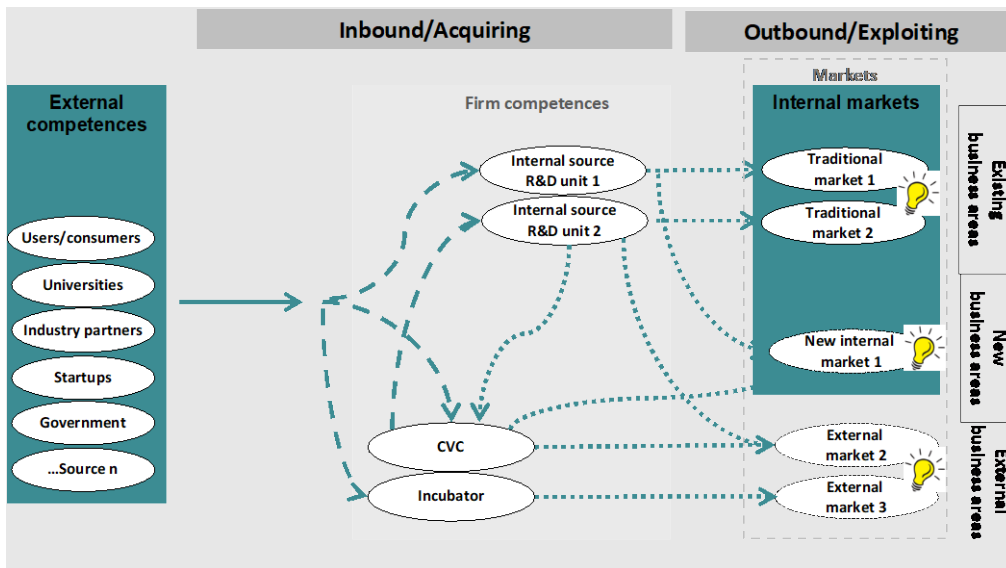 Inbound/Acquiring
Outbound/Exploiting
External
competences
Users/consumers
Universities
Industry partners
Startups
Government
...Source n
Firm competences
Internal source
R&D unit 1
Internal source
R&D unit 2
CVC
Incubator
Markets
Internal markets
Traditional
market 1
Traditional
market 2
New internal
market 1
External
market 2
External
market 3
Existing
business areas
New
business areas
External
business areas